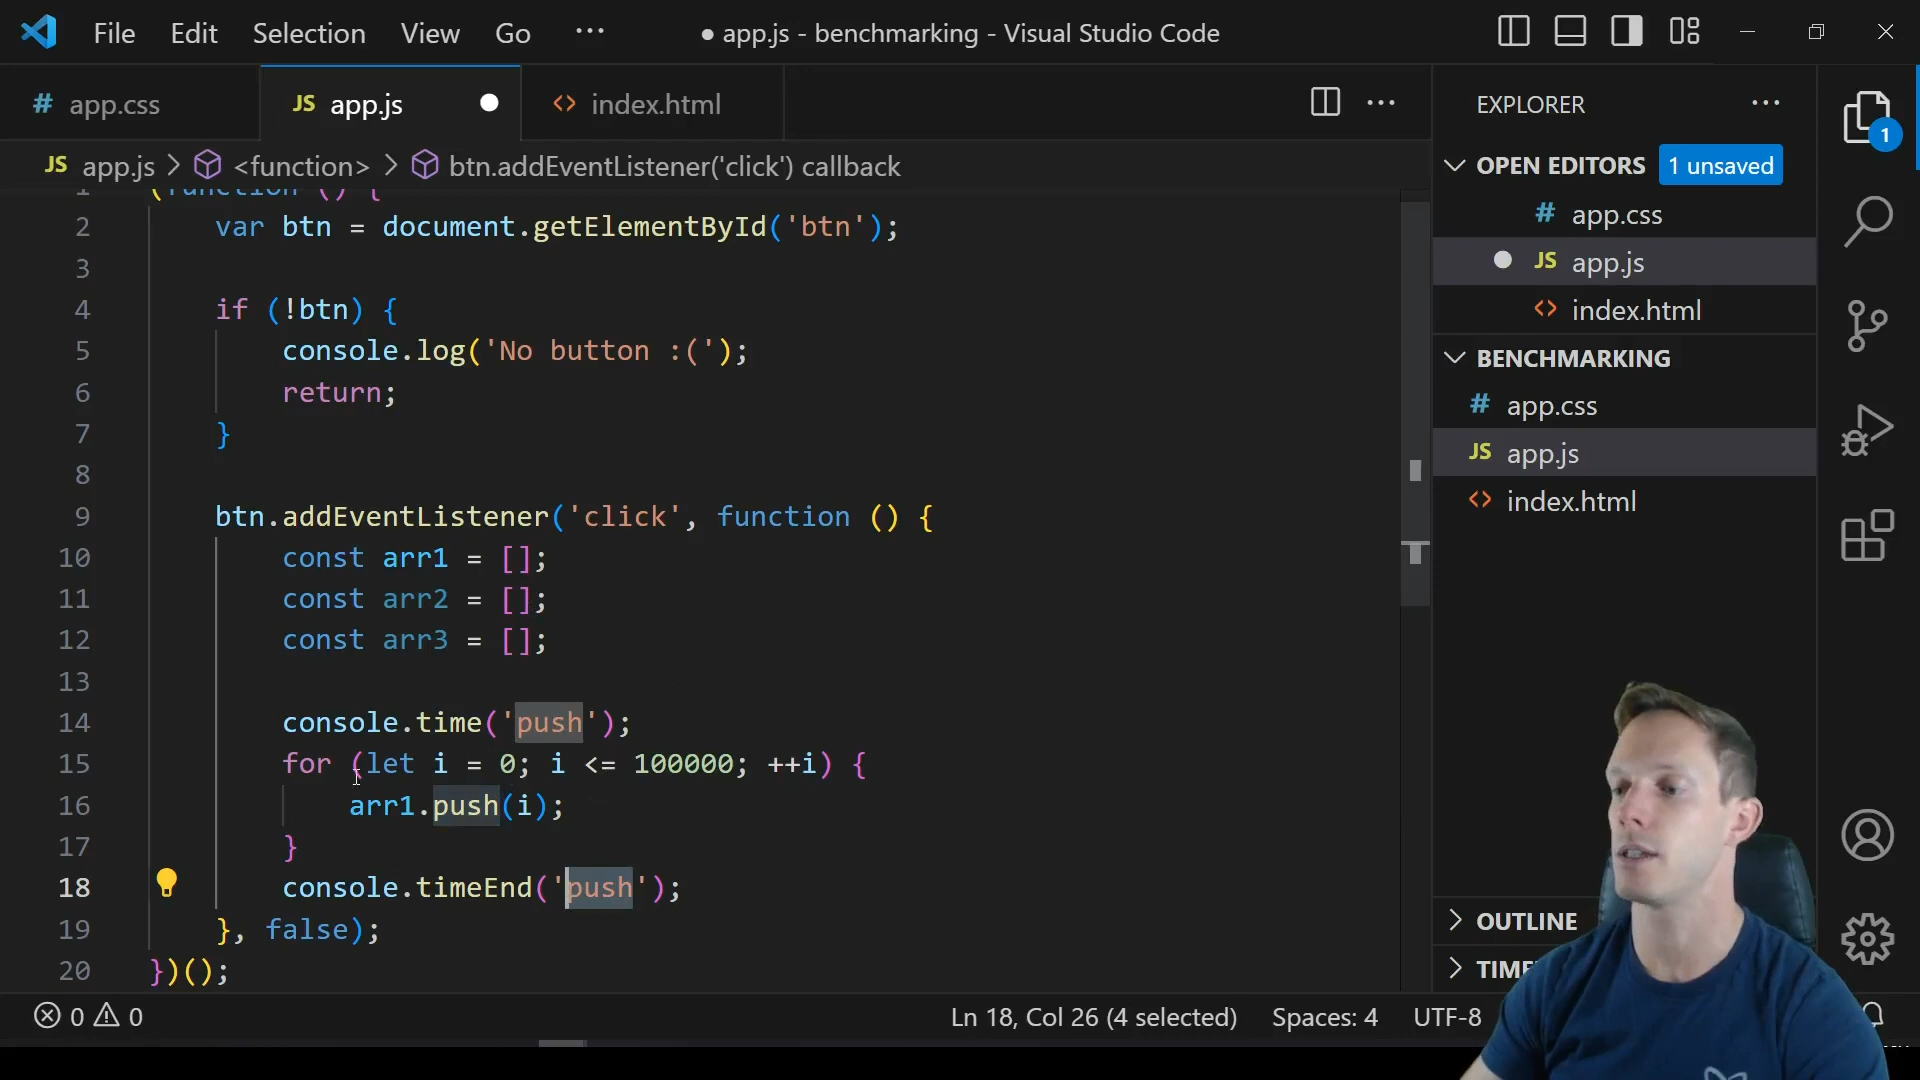 File Edit Selection View Go ··· ● app.js - benchmarking - Visual Studio Code
# app.css JS app.js <> index.html
JS app.js > <function> > btn.addEventListener('click') callback
1 (function () {
2 var btn = document.getElementById('btn');
3
4 if (!btn) {
5 console.log('No button :(');
6 return;
7 }
8
9 btn.addEventListener('click', function () {
10 const arr1 = [];
11 const arr2 = [];
12 const arr3 = [];
13
14 console.time('push');
15 for (let i = 0; i <= 100000; ++i) {
16 arr1.push(i);
17 }
18 console.timeEnd('push');
19 }, false);
20 })();
EXPLORER
OPEN EDITORS 1 unsaved
# app.css
● JS app.js
<> index.html
BENCHMARKING
# app.css
JS app.js
<> index.html
OUTLINE
1
0 0 Ln 18, Col 26 (4 selected) Spaces: 4 UTF-8